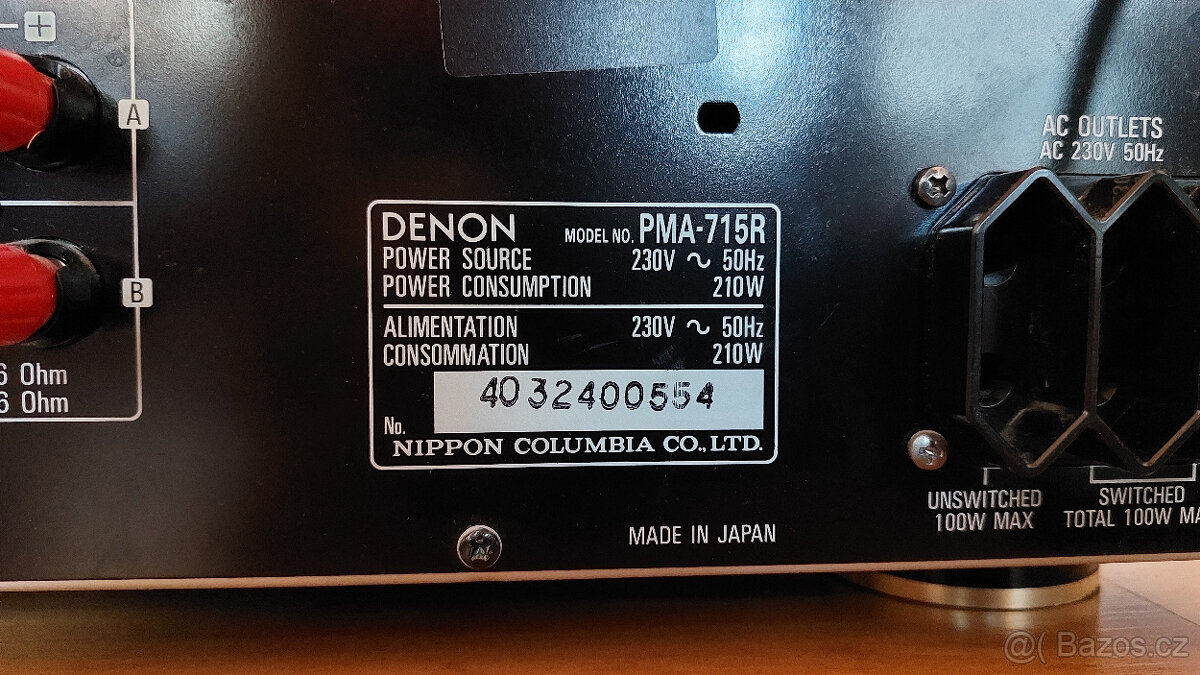 +
A
B
6 Ohm
6 Ohm
DENON MODEL NO. PMA-715R
POWER SOURCE 230V ~ 50Hz
POWER CONSUMPTION 210W
ALIMENTATION 230V ~ 50Hz
CONSOMMATION 210W
No. 4032400554
NIPPON COLUMBIA CO., LTD.
MADE IN JAPAN
AC OUTLETS
AC 230V 50Hz
UNSWITCHED
100W MAX
SWITCHED
TOTAL 100W MA
@( Bazos.cz